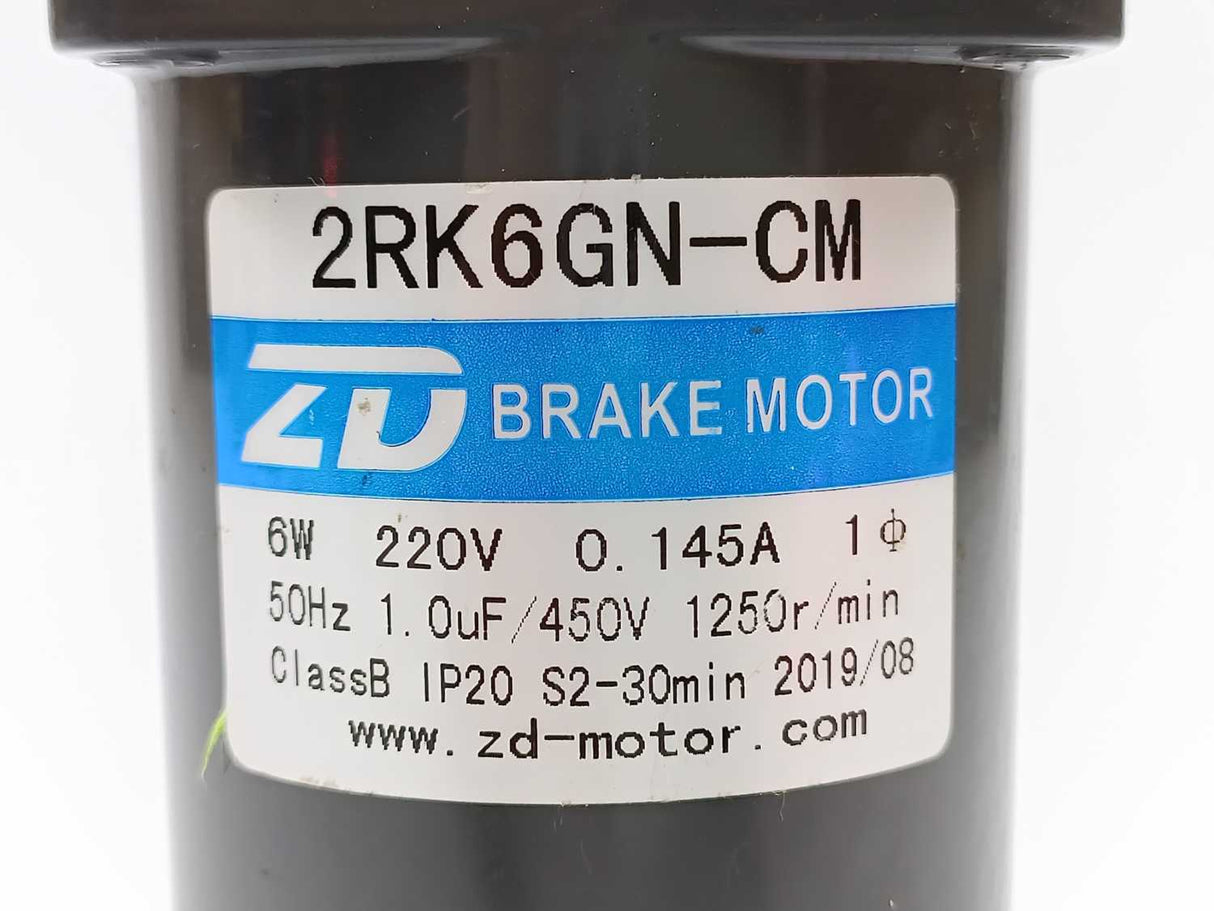 2RK6GN-CM
ZD BRAKE MOTOR
6W 220V 0.145A 1Φ
50Hz 1.0uF/450V 1250r/min
ClassB IP20 S2-30min 2019/08
www.zd-motor.com